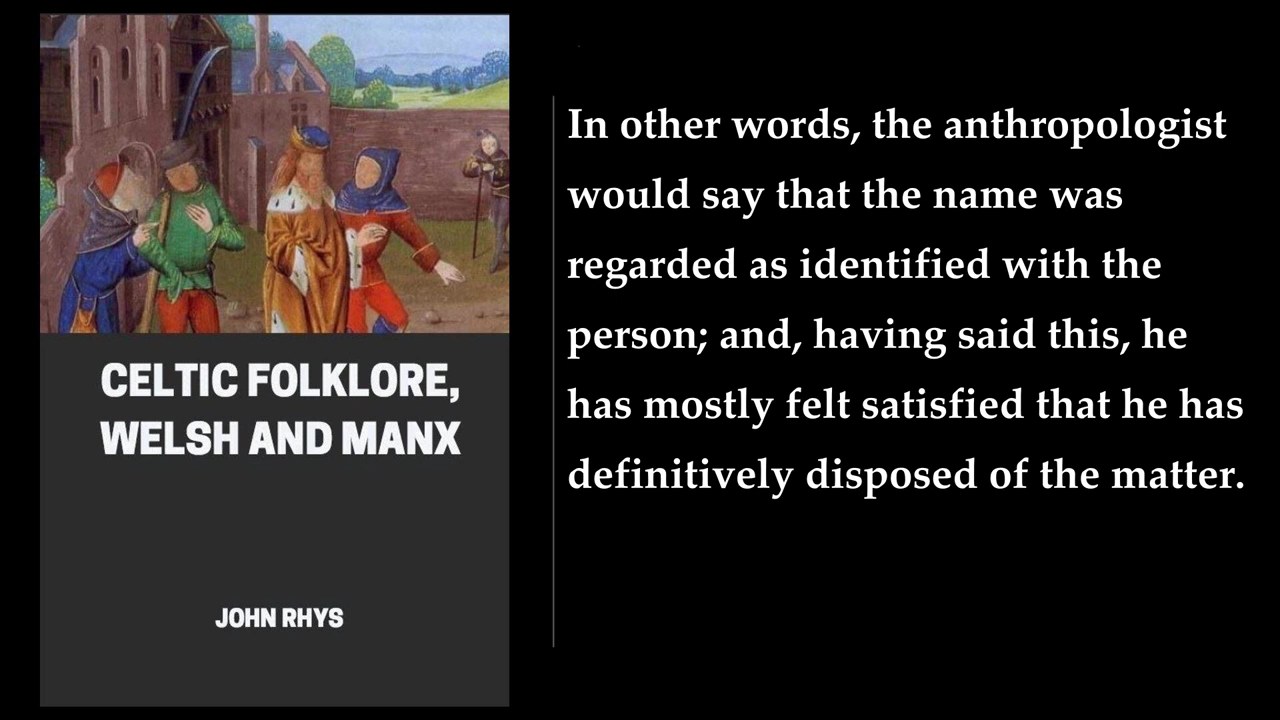 CELTIC FOLKLORE,
WELSH AND MANX
JOHN RHYS
In other words, the anthropologist
would say that the name was
regarded as identified with the
person; and, having said this, he
has mostly felt satisfied that he has
definitively disposed of the matter.